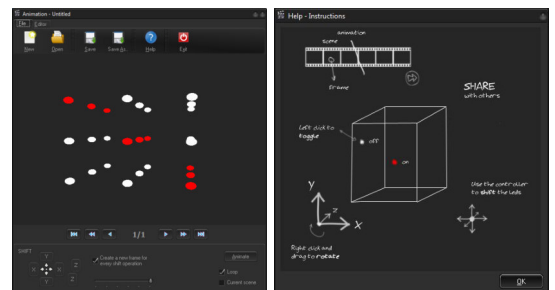 Animation - Untitled
File Editor
New Open Save Save As Help Exit
1/1
SHIFT
Y
X X
Y
Z
Z
Create a new frame for
every shift operation
Animate
Loop
Current scene
Help - Instructions
animation
scene
frame
SHARE
with others
Left click to
toggle
off
on
Y
Z
X
Right click and
drag to rotate
Use the controller
to shift the leds
OK